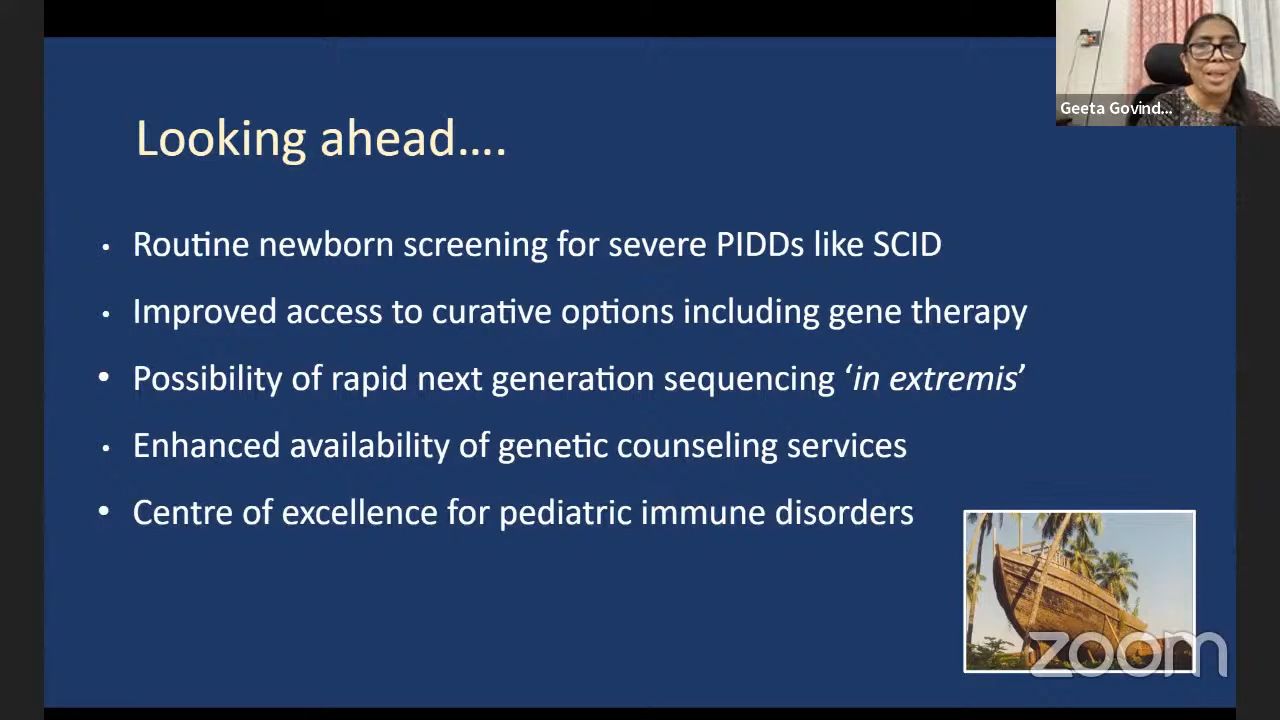 Geeta Govind...
Looking ahead....
• Routine newborn screening for severe PIDDs like SCID
• Improved access to curative options including gene therapy
• Possibility of rapid next generation sequencing ‘in extremis’
• Enhanced availability of genetic counseling services
• Centre of excellence for pediatric immune disorders
zoom